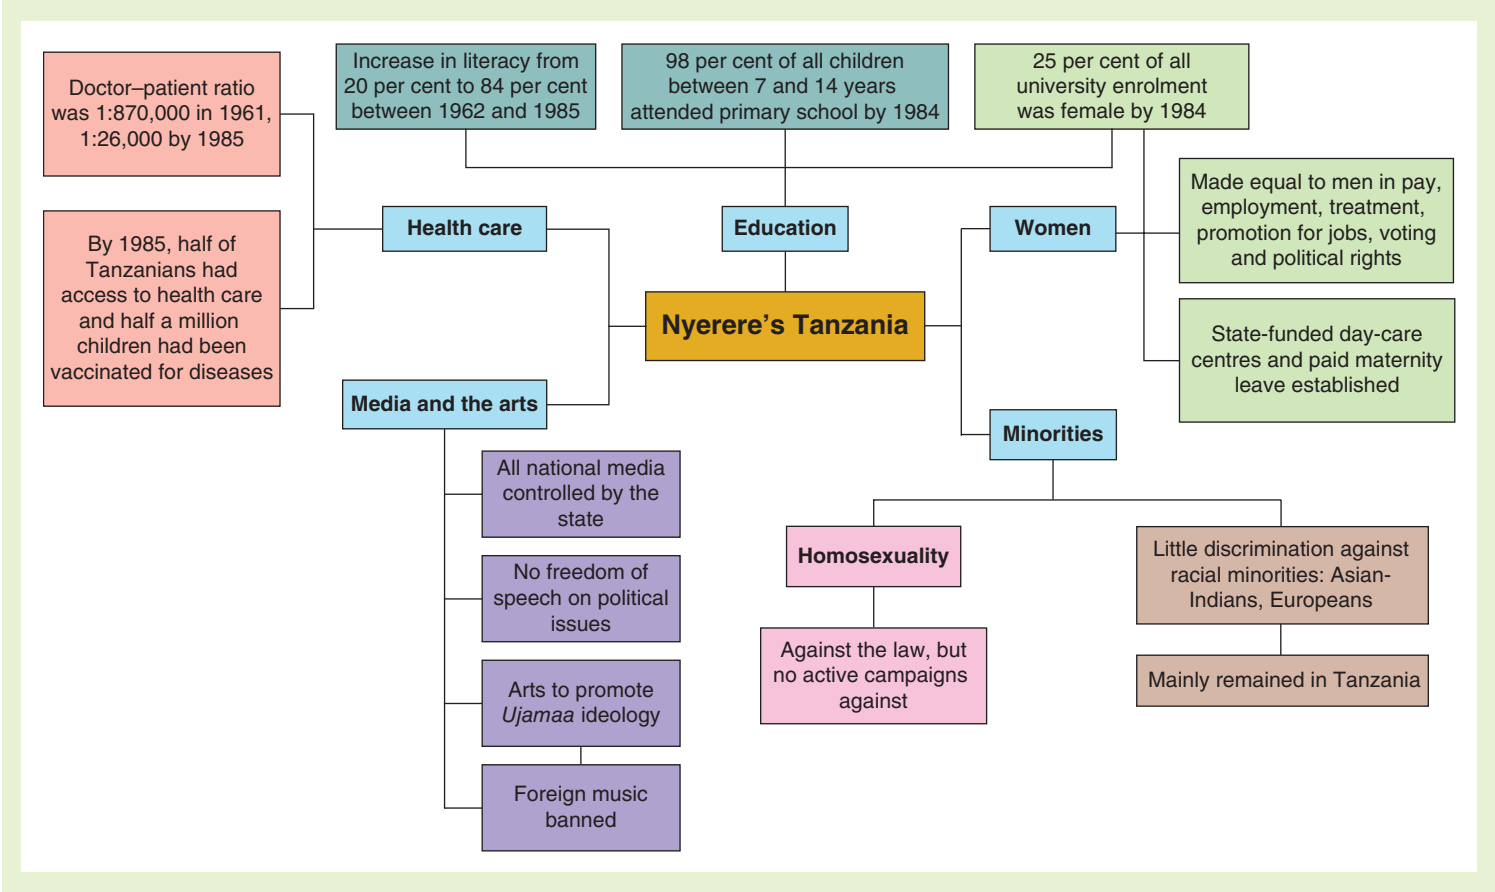 Doctor–patient ratio
was 1:870,000 in 1961,
1:26,000 by 1985
By 1985, half of
Tanzanians had
access to health care
and half a million
children had been
vaccinated for diseases
Increase in literacy from
20 per cent to 84 per cent
between 1962 and 1985
98 per cent of all children
between 7 and 14 years
attended primary school by 1984
25 per cent of all
university enrolment
was female by 1984
Health care
Education
Women
Made equal to men in pay,
employment, treatment,
promotion for jobs, voting
and political rights
State-funded day-care
centres and paid maternity
leave established
Nyerere’s Tanzania
Media and the arts
All national media
controlled by the
state
No freedom of
speech on political
issues
Arts to promote
Ujamaa ideology
Foreign music
banned
Minorities
Homosexuality
Against the law, but
no active campaigns
against
Little discrimination against
racial minorities: Asian-
Indians, Europeans
Mainly remained in Tanzania